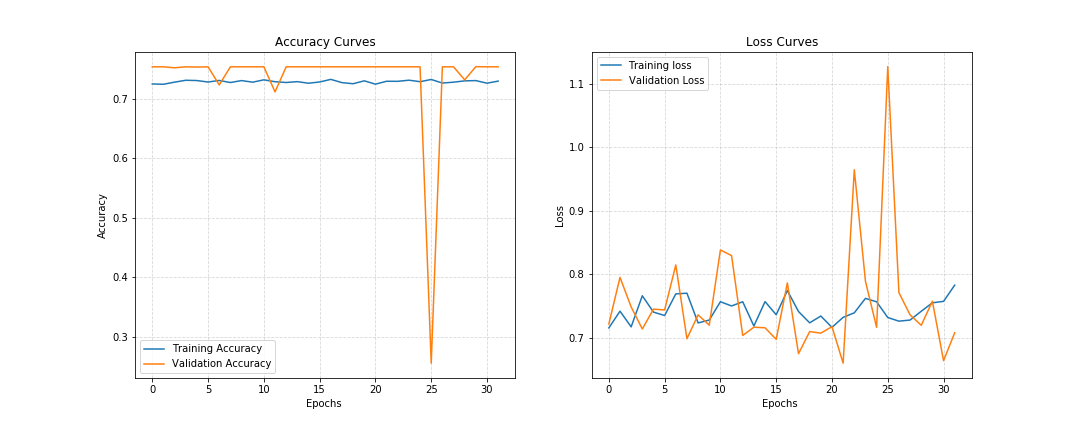 Accuracy Curves
0.7
0.6
0.5
0.4
0.3
Accuracy
Training Accuracy
Validation Accuracy
0 5 10 15 20 25 30
Epochs
Loss Curves
Training loss
Validation Loss
1.1
1.0
0.9
0.8
0.7
Loss
0 5 10 15 20 25 30
Epochs